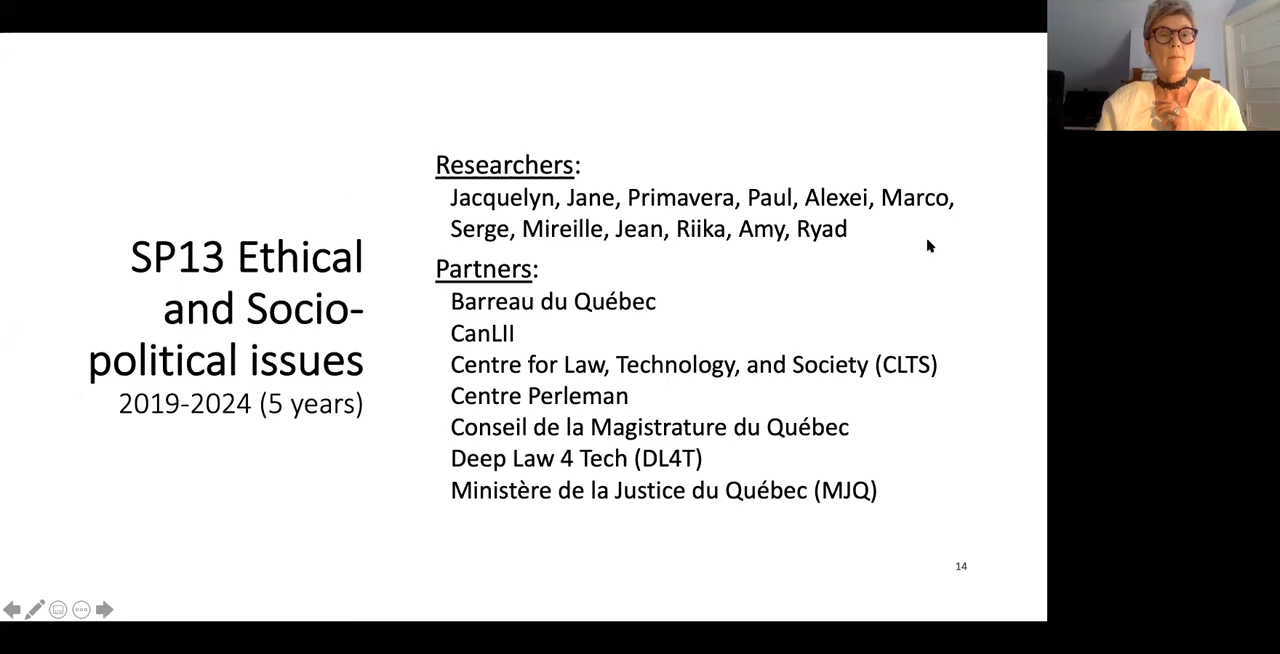 SP13 Ethical
and Socio-
political issues
2019-2024 (5 years)
Researchers:
Jacquelyn, Jane, Primavera, Paul, Alexei, Marco,
Serge, Mireille, Jean, Riika, Amy, Ryad
Partners:
Barreau du Québec
CanLII
Centre for Law, Technology, and Society (CLTS)
Centre Perleman
Conseil de la Magistrature du Québec
Deep Law 4 Tech (DL4T)
Ministère de la Justice du Québec (MJQ)
14